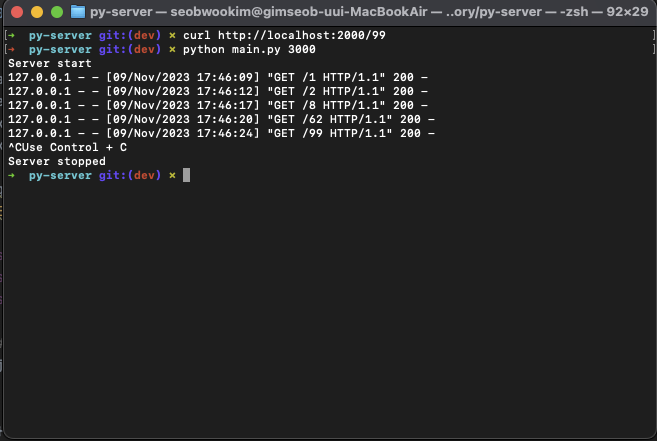 py-server — seobwookim@gimseob-uui-MacBookAir — ..ory/py-server — -zsh — 92×29
[➜  py-server git:(dev) ✗ curl http://localhost:2000/99 ]
[➜  py-server git:(dev) ✗ python main.py 3000 ]
Server start
127.0.0.1 - - [09/Nov/2023 17:46:09] "GET /1 HTTP/1.1" 200 -
127.0.0.1 - - [09/Nov/2023 17:46:12] "GET /2 HTTP/1.1" 200 -
127.0.0.1 - - [09/Nov/2023 17:46:17] "GET /8 HTTP/1.1" 200 -
127.0.0.1 - - [09/Nov/2023 17:46:20] "GET /62 HTTP/1.1" 200 -
127.0.0.1 - - [09/Nov/2023 17:46:24] "GET /99 HTTP/1.1" 200 -
^CUse Control + C
Server stopped
➜  py-server git:(dev) ✗